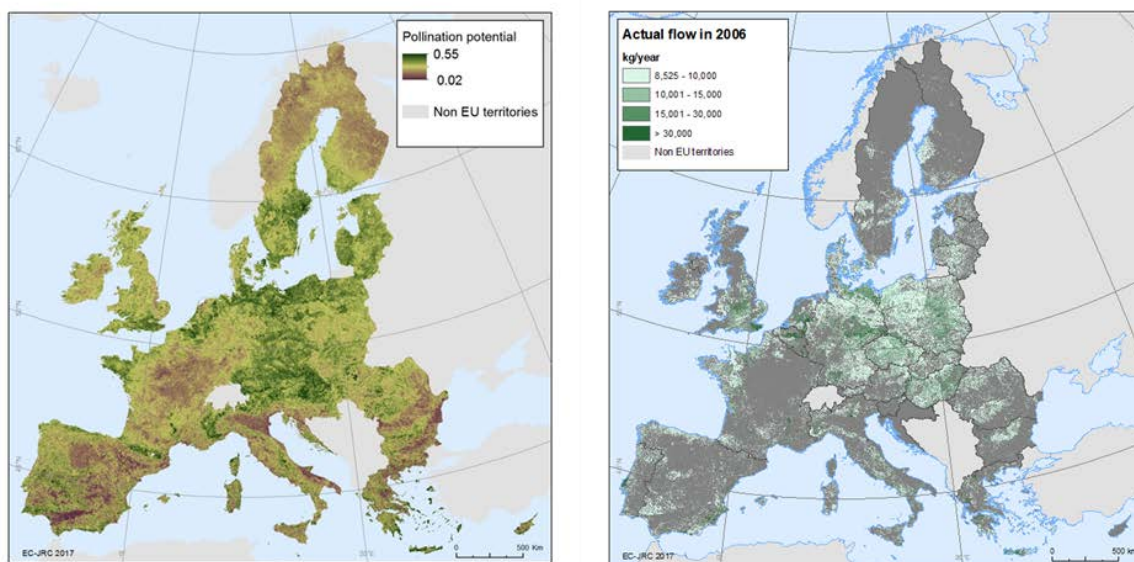 Pollination potential
0.55
0.02
Non EU territories
EC-JRC 2017
0
500 Km
Actual flow in 2006
kg/year
8,525 - 10,000
10,001 - 15,000
15,001 - 30,000
> 30,000
Non EU territories
EC-JRC 2017
0
500 km